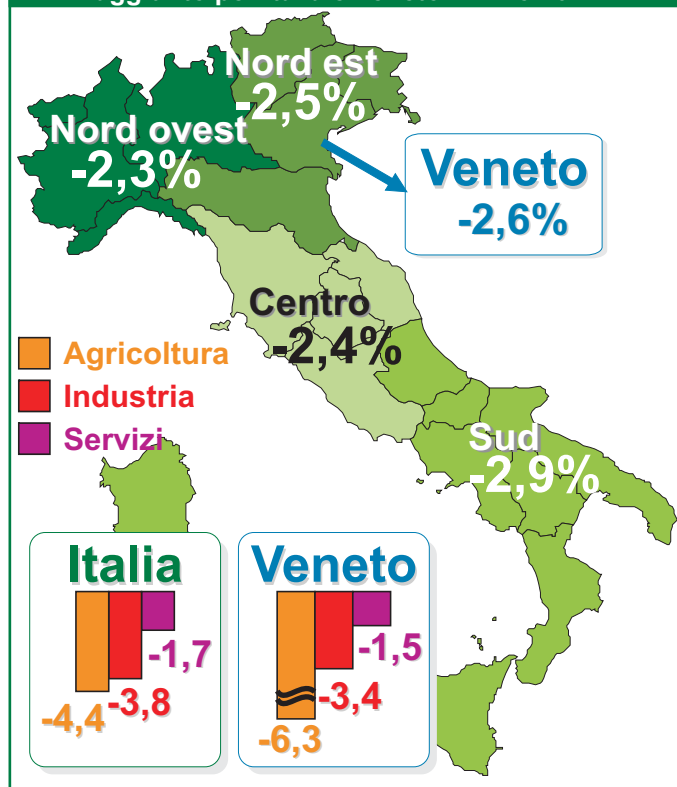 Nord est
-2,5%
Nord ovest
-2,3%
Veneto
-2,6%
Centro
-2,4%
Agricoltura
Industria
Servizi
Sud
-2,9%
Italia
-1,7
-3,8
-4,4
Veneto
-1,5
-3,4
-6,3